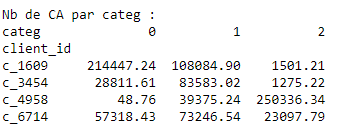 Nb de CA par categ :
categ 0 1 2
client_id
c_1609 214447.24 108084.90 1501.21
c_3454 28811.61 83583.02 1275.22
c_4958 48.76 39375.24 250336.34
c_6714 57318.43 73246.54 23097.79